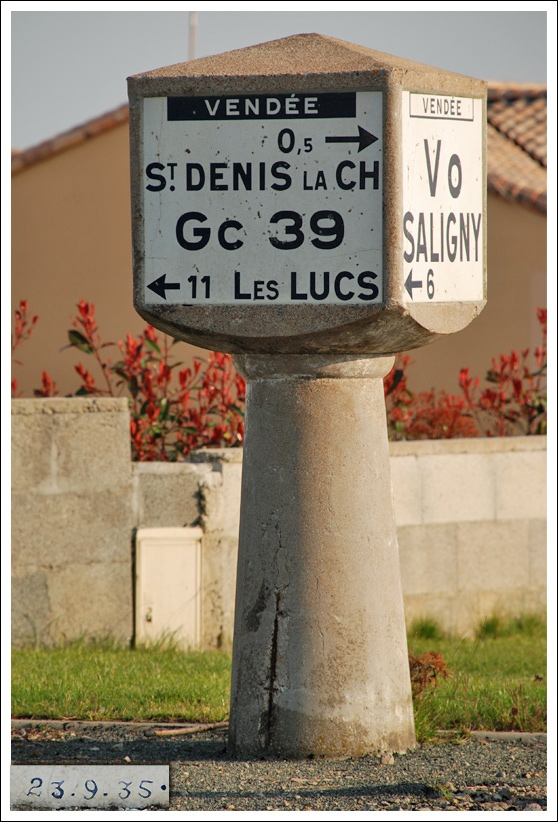 VENDÉE
0,5 →
ST DENIS LA CH
Gc 39
← 11 LES LUCS
VENDÉE
Vo
SALIGNY
← 6
23.9.35.